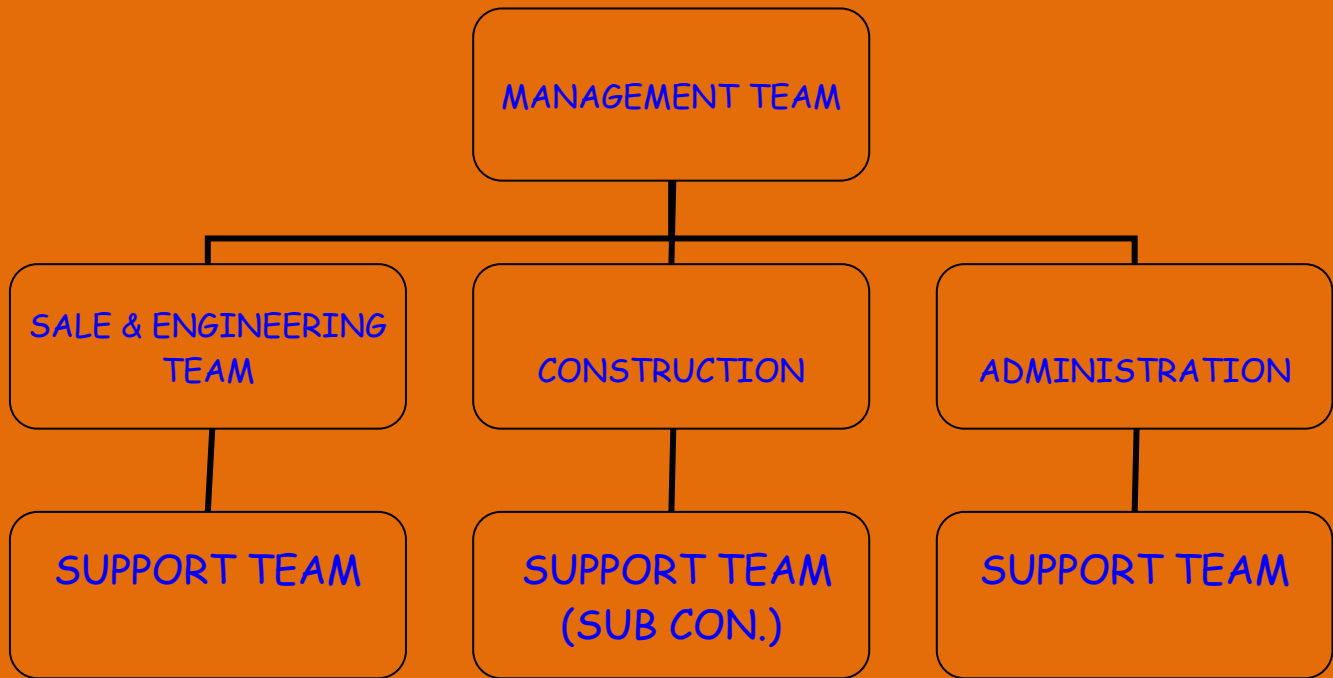 MANAGEMENT TEAM
SALE & ENGINEERING
TEAM
CONSTRUCTION
ADMINISTRATION
SUPPORT TEAM
SUPPORT TEAM
(SUB CON.)
SUPPORT TEAM